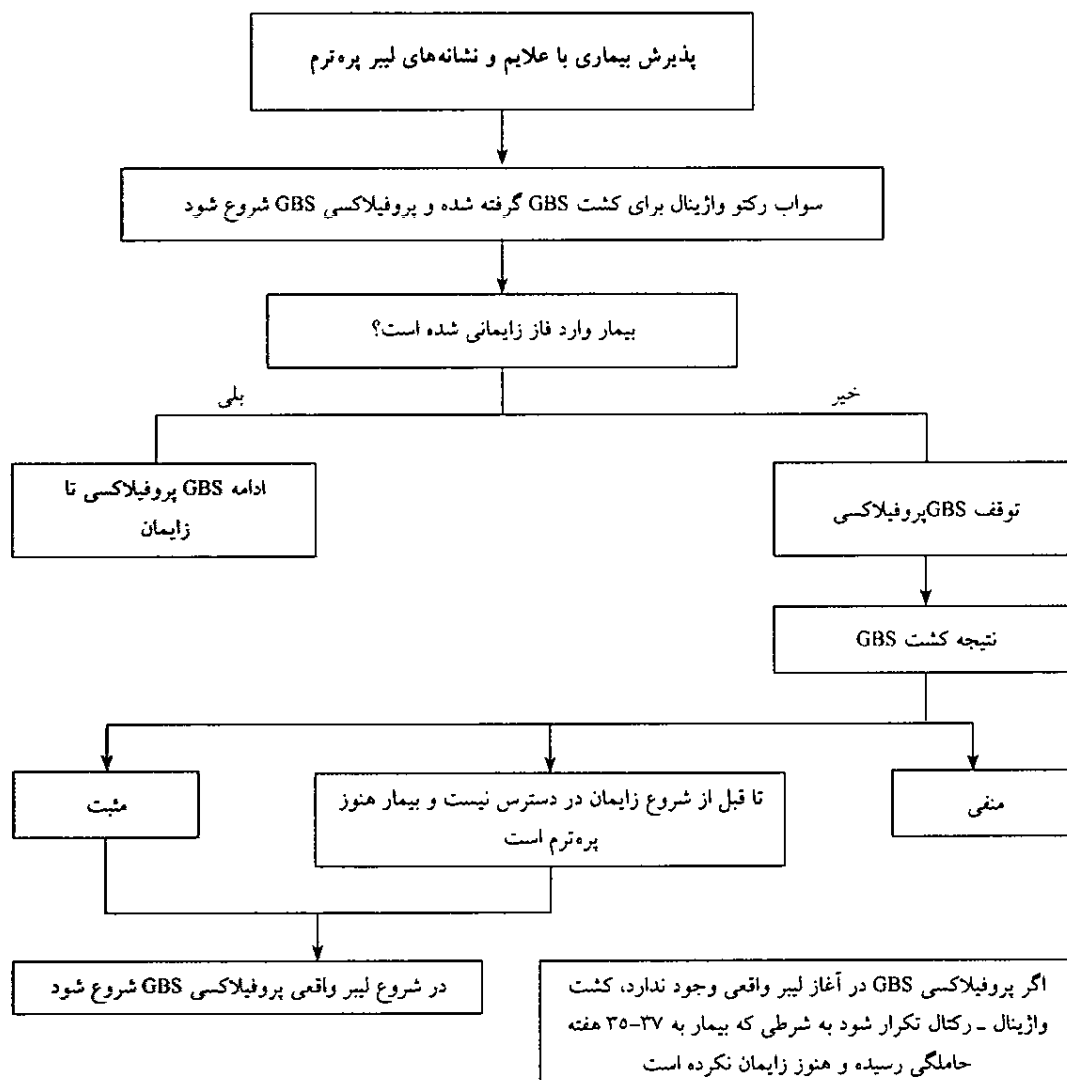 پذیرش بیماری با علایم و نشانه‌های لیبر پره‌ترم
سواب رکتو واژینال برای کشت GBS گرفته شده و پروفیلاکسی GBS شروع شود
بیمار وارد فاز زایمانی شده است؟
خیر
بلی
توقف GBSپروفیلاکسی
ادامه GBS پروفیلاکسی تا
زایمان
نتیجه کشت GBS
منفی
تا قبل از شروع زایمان در دسترس نیست و بیمار هنوز
پره‌ترم است
مثبت
اگر پروفیلاکسی GBS در آغاز لیبر واقعی وجود ندارد، کشت
واژینال - رکتال تکرار شود به شرطی که بیمار به ۳۷-۳۵ هفته
حاملگی رسیده و هنوز زایمان نکرده است
در شروع لیبر واقعی پروفیلاکسی GBS شروع شود